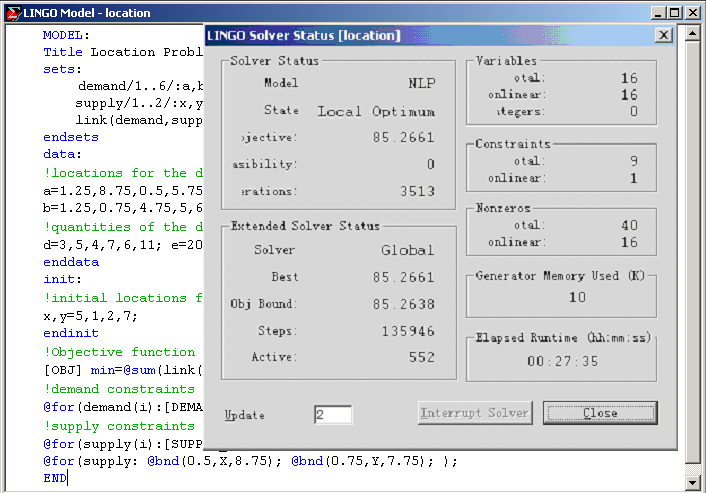 LINGO Model - location
MODEL:
Title Location Probl
sets:
demand/1..6/:a,b
supply/1..2/:x,y
link(demand,supp
endsets
data:
!locations for the d
a=1.25,8.75,0.5,5.75
b=1.25,0.75,4.75,5,6
!quantities of the d
d=3,5,4,7,6,11; e=20
enddata
init:
!initial locations f
x,y=5,1,2,7;
endinit
!Objective function
[OBJ] min=@sum(link(
!demand constraints
@for(demand(i):[DEMA
!supply constraints
@for(supply(i):[SUPP
@for(supply: @bnd(0.5,X,8.75); @bnd(0.75,Y,7.75); );
END
LINGO Solver Status [location]
Solver Status
Model NLP
State Local Optimum
jective: 85.2661
asibility: 0
erations: 3513
Extended Solver Status
Solver Global
Best 85.2661
Obj Bound: 85.2638
Steps: 135946
Active: 552
Variables
otal: 16
onlinear: 16
ntegers: 0
Constraints
otal: 9
onlinear: 1
Nonzeros
otal: 40
onlinear: 16
Generator Memory Used (K)
10
Elapsed Runtime (hh:mm:ss)
00:27:35
Update 2
Interrupt Solver
Close